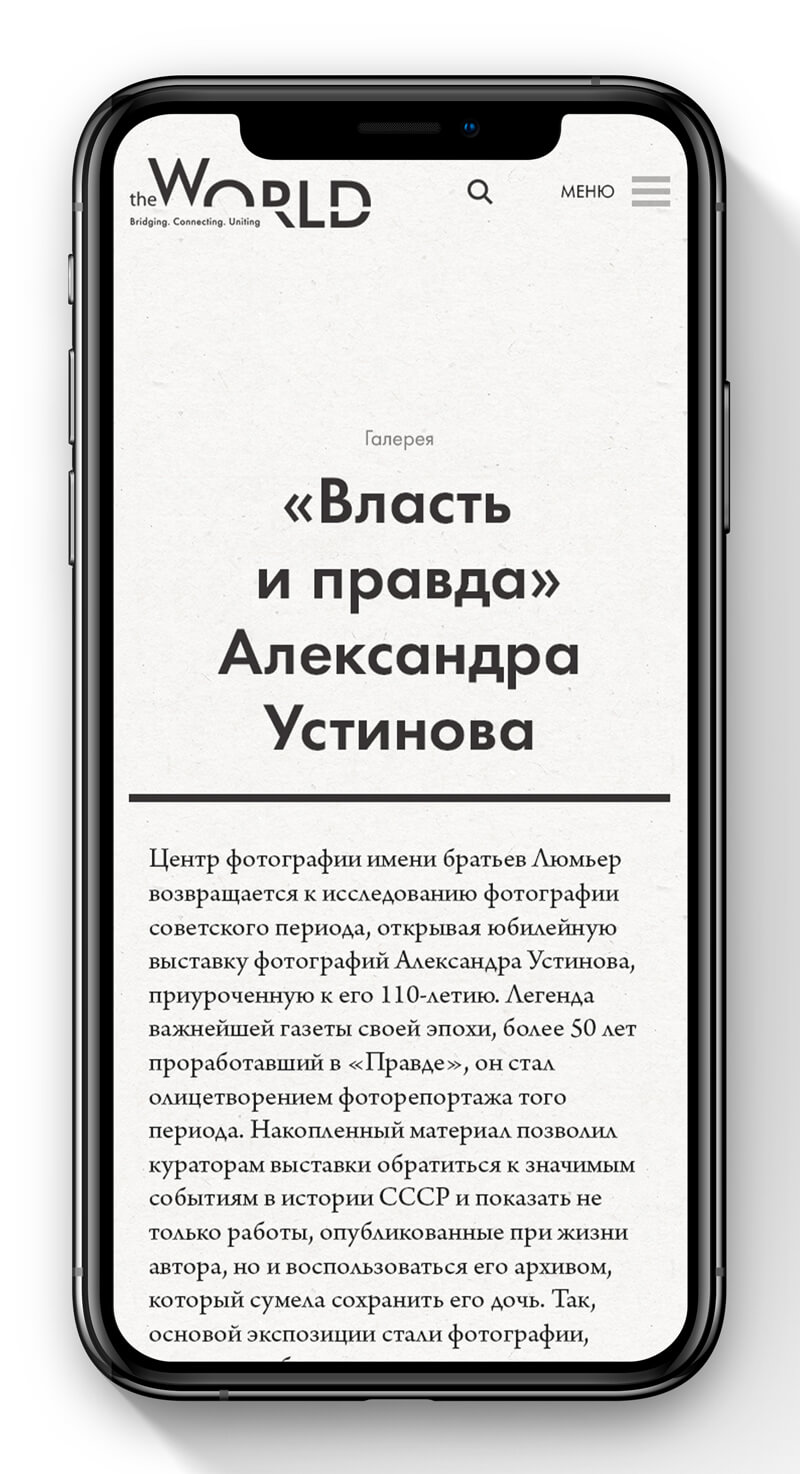 theWORLD
Bridging. Connecting. Uniting
МЕНЮ
Галерея
«Власть
и правда»
Александра
Устинова
Центр фотографии имени братьев Люмьер
возвращается к исследованию фотографии
советского периода, открывая юбилейную
выставку фотографий Александра Устинова,
приуроченную к его 110-летию. Легенда
важнейшей газеты своей эпохи, более 50 лет
проработавший в «Правде», он стал
олицетворением фоторепортажа того
периода. Накопленный материал позволил
кураторам выставки обратиться к значимым
событиям в истории СССР и показать не
только работы, опубликованные при жизни
автора, но и воспользоваться его архивом,
который сумела сохранить его дочь. Так,
основой экспозиции стали фотографии,